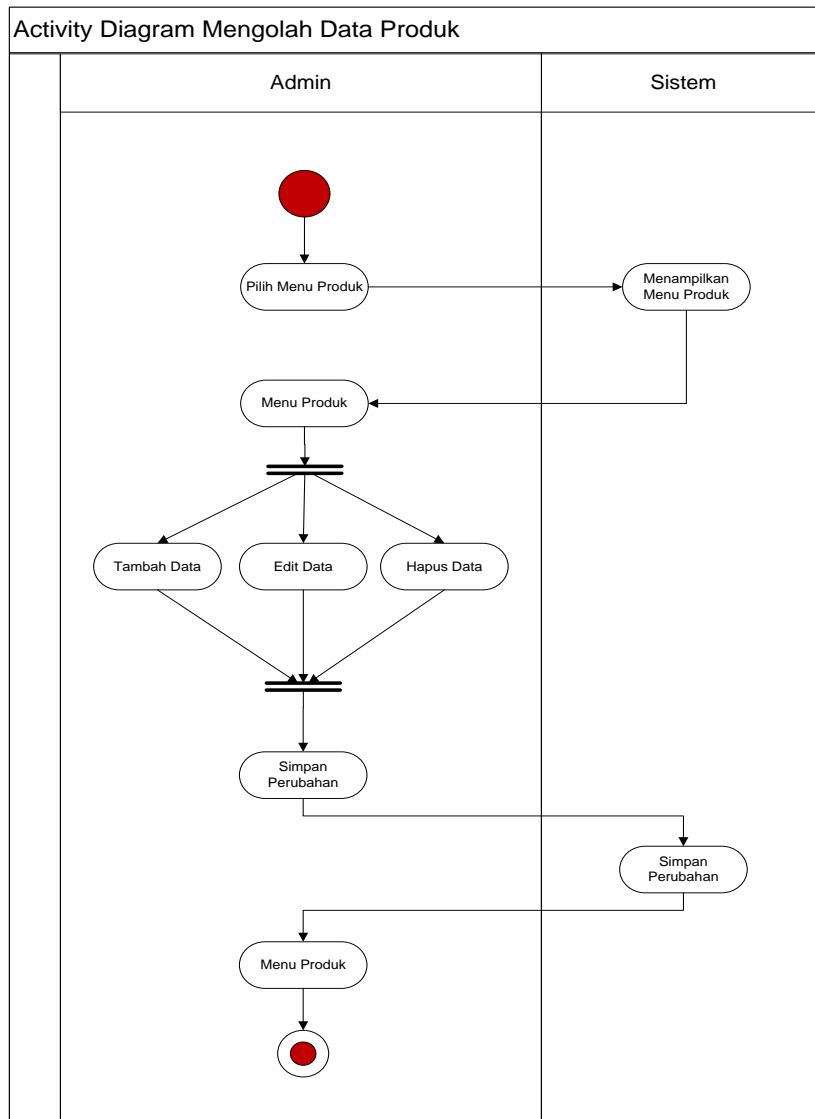 Activity Diagram Mengolah Data Produk
Admin
Sistem
Pilih Menu Produk
Menampilkan
Menu Produk
Menu Produk
Tambah Data
Edit Data
Hapus Data
Simpan
Perubahan
Simpan
Perubahan
Menu Produk